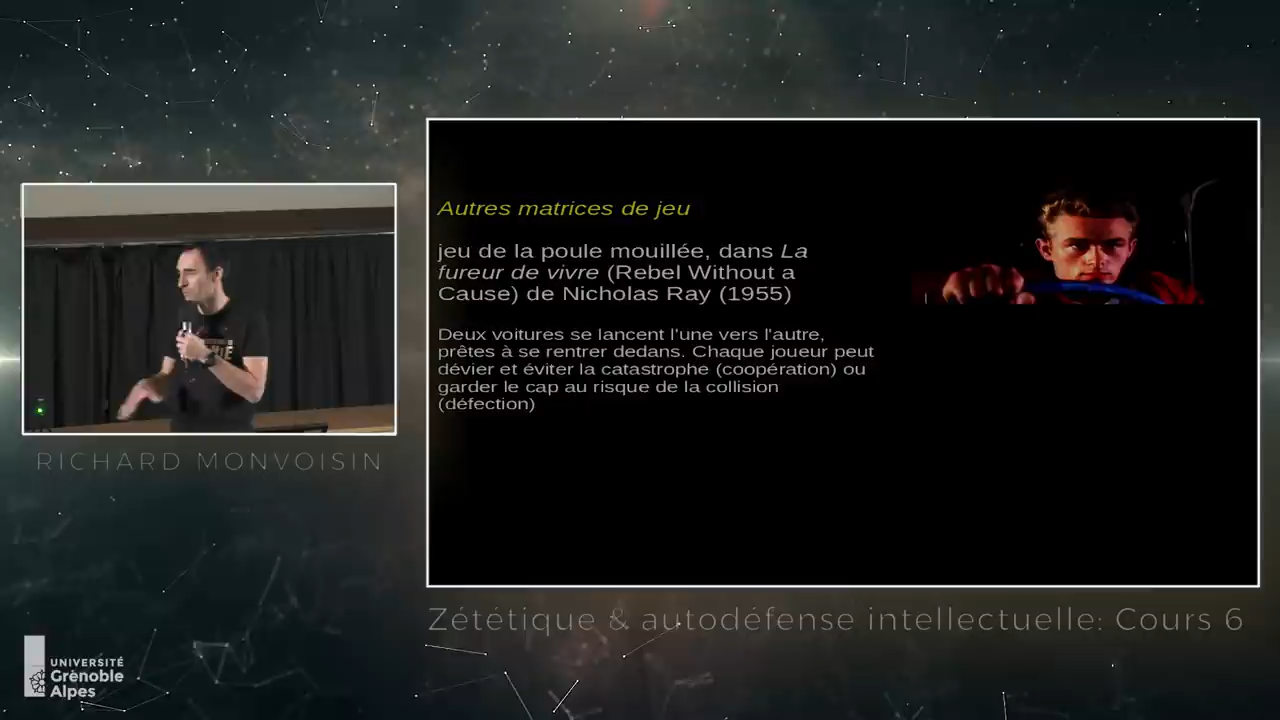 Autres matrices de jeu
jeu de la poule mouillée, dans La
fureur de vivre (Rebel Without a
Cause) de Nicholas Ray (1955)
Deux voitures se lancent l'une vers l'autre,
prêtes à se rentrer dedans. Chaque joueur peut
dévier et éviter la catastrophe (coopération) ou
garder le cap au risque de la collision
(défection)
RICHARD MONVOISIN
Zététique & autodéfense intellectuelle: Cours 6
UNIVERSITÉ
Grenoble
Alpes